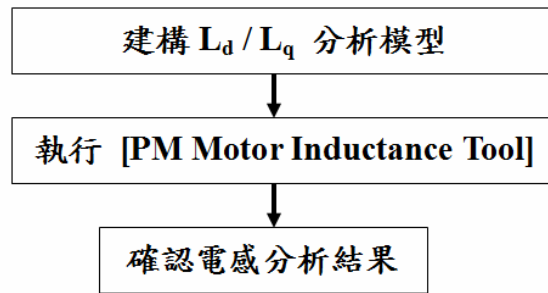 建構 Ld / Lq 分析模型
執行 [PM Motor Inductance Tool]
確認電感分析結果